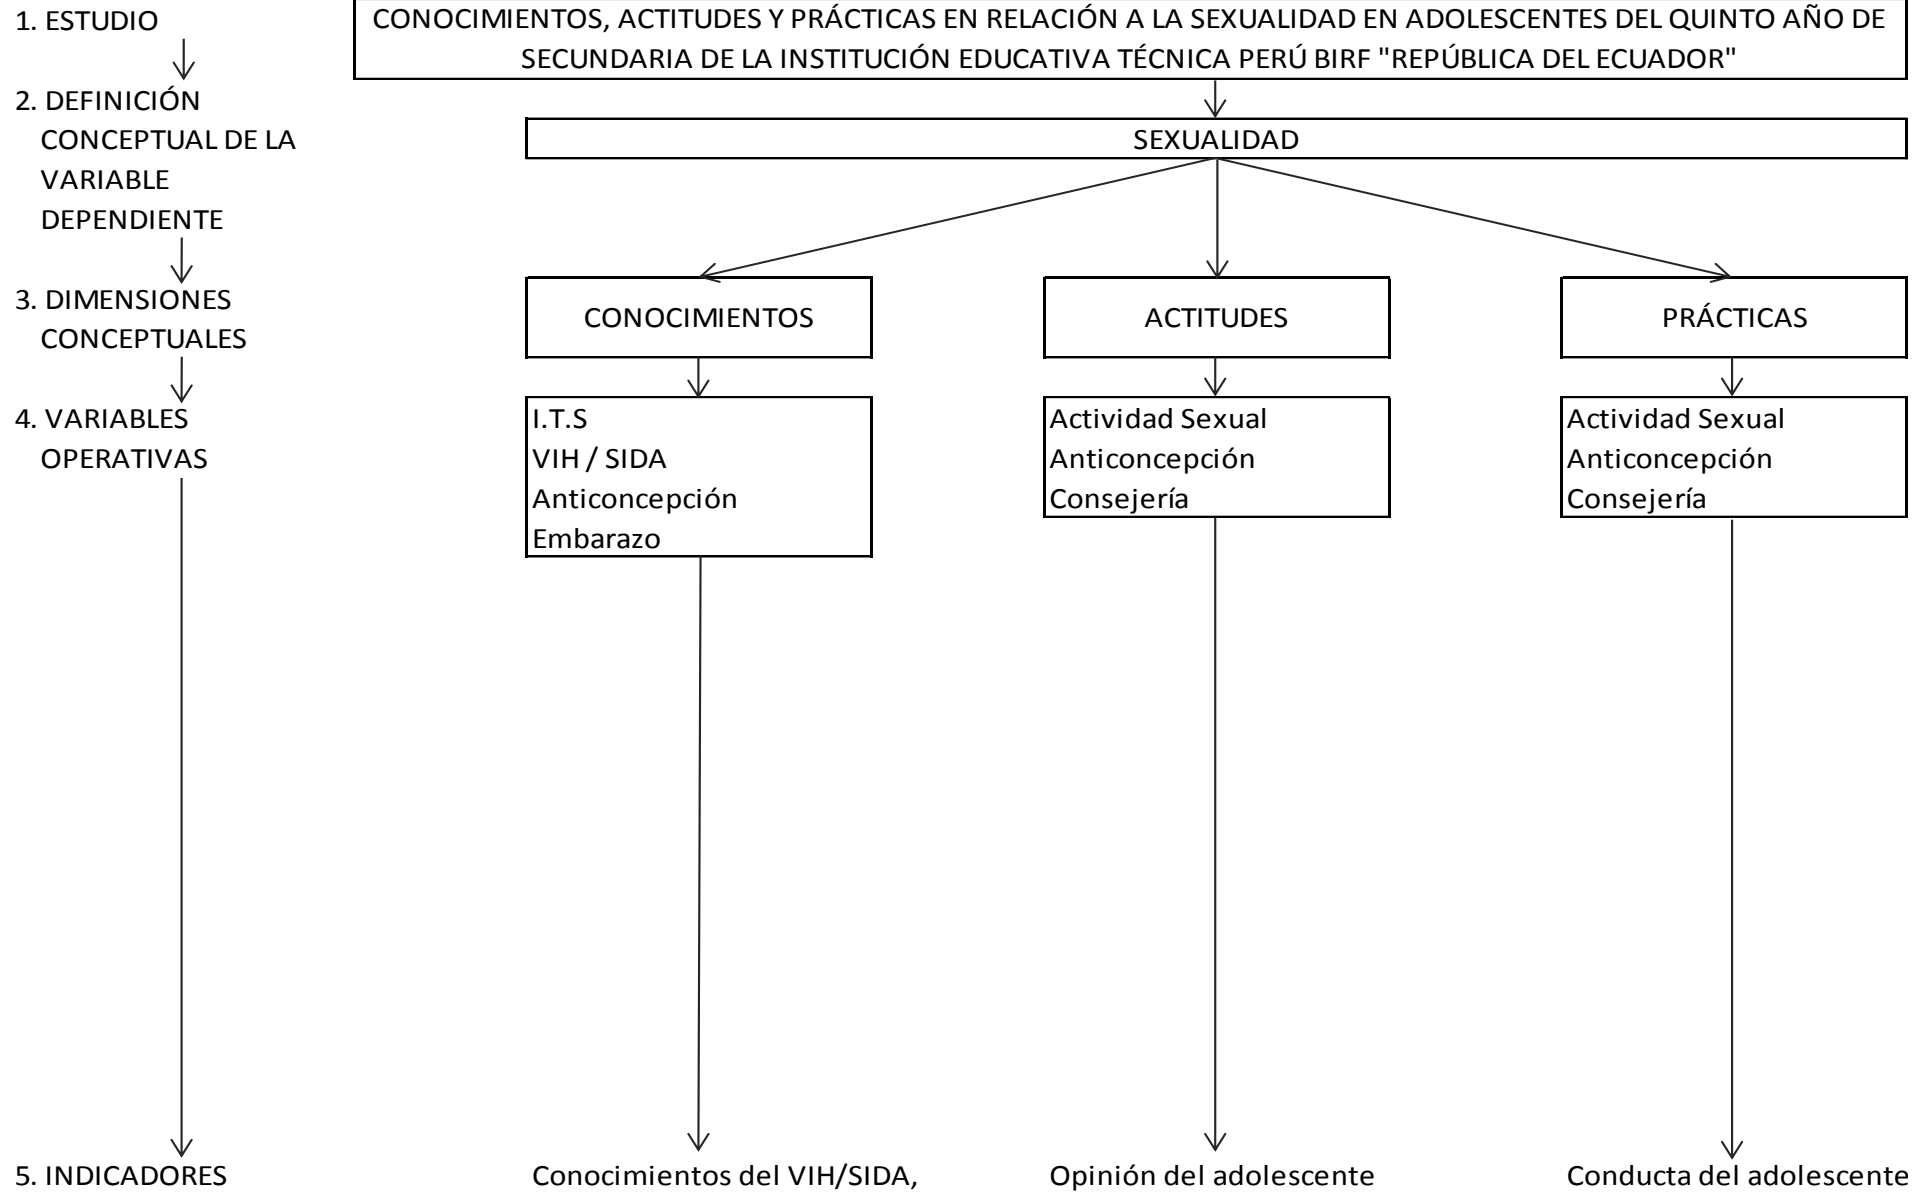 1. ESTUDIO
CONOCIMIENTOS, ACTITUDES Y PRÁCTICAS EN RELACIÓN A LA SEXUALIDAD EN ADOLESCENTES DEL QUINTO AÑO DE
SECUNDARIA DE LA INSTITUCIÓN EDUCATIVA TÉCNICA PERÚ BIRF "REPÚBLICA DEL ECUADOR"
2. DEFINICIÓN
CONCEPTUAL DE LA
VARIABLE
DEPENDIENTE
SEXUALIDAD
3. DIMENSIONES
CONCEPTUALES
CONOCIMIENTOS
ACTITUDES
PRÁCTICAS
4. VARIABLES
OPERATIVAS
I.T.S
VIH / SIDA
Anticoncepción
Embarazo
Actividad Sexual
Anticoncepción
Consejería
Actividad Sexual
Anticoncepción
Consejería
5. INDICADORES
Conocimientos del VIH/SIDA,
Opinión del adolescente
Conducta del adolescente